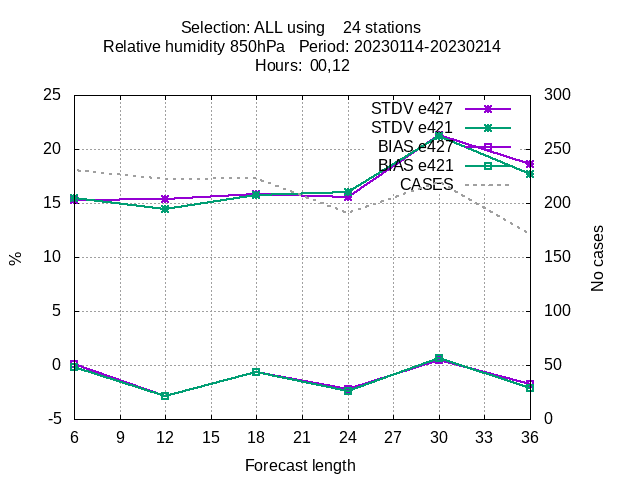 Selection: ALL using    24 stations
Relative humidity 850hPa   Period: 20230114-20230214
Hours:  00,12
25
20
15
10
5
0
-5
%
300
250
200
150
100
50
0
No cases
STDV e427
STDV e421
BIAS e427
BIAS e421
CASES
6 9 12 15 18 21 24 27 30 33 36
Forecast length